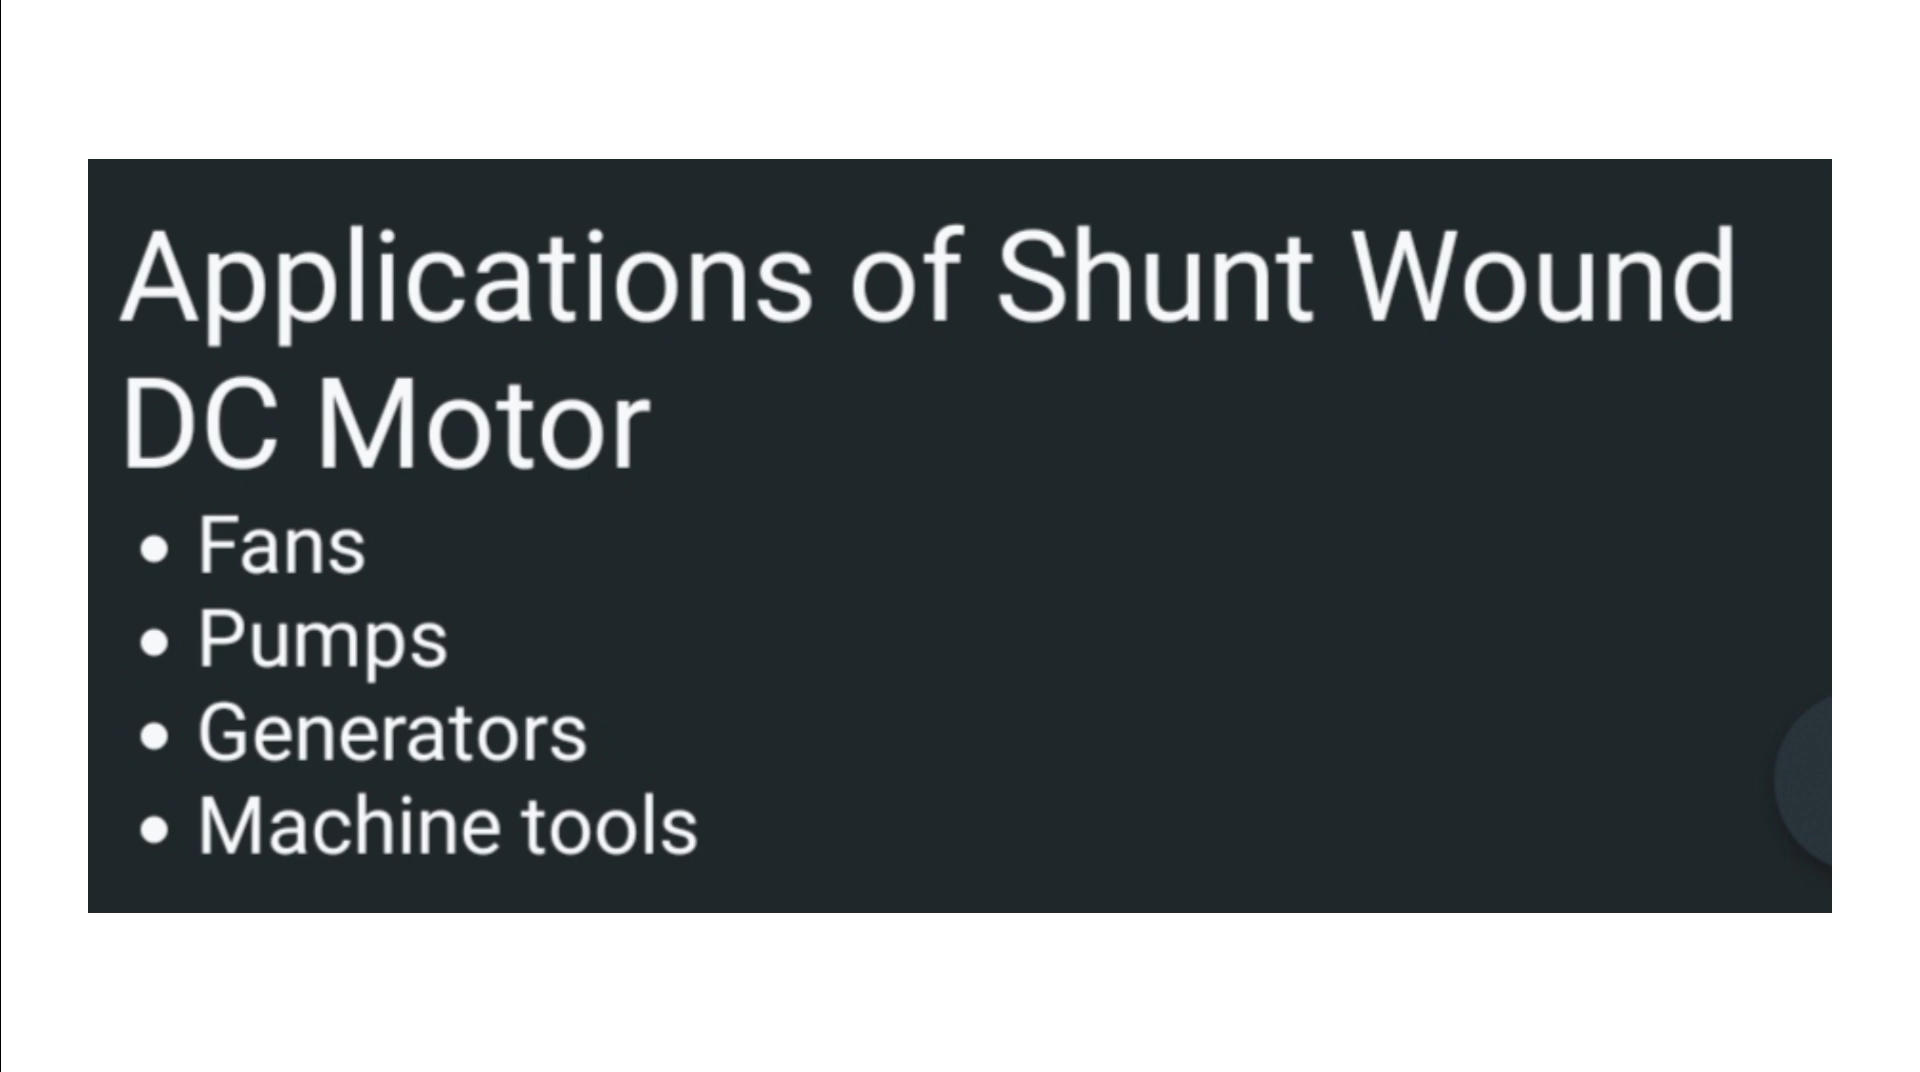 Applications of Shunt Wound
DC Motor
• Fans
• Pumps
• Generators
• Machine tools